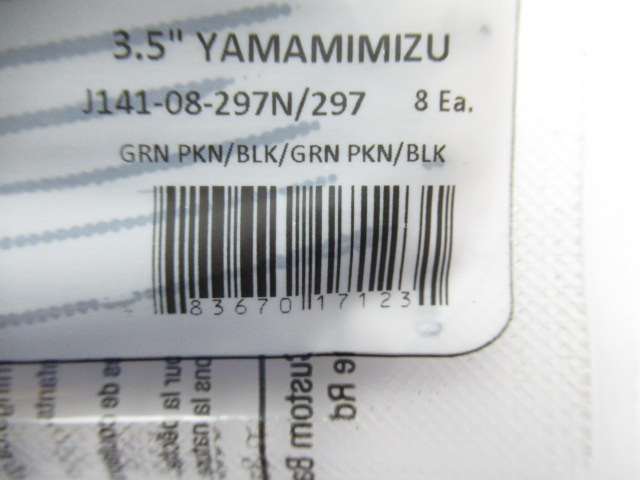 3.5" YAMAMIMIZU
J141-08-297N/297 8 Ea.
GRN PKN/BLK/GRN PKN/BLK
83670 17123